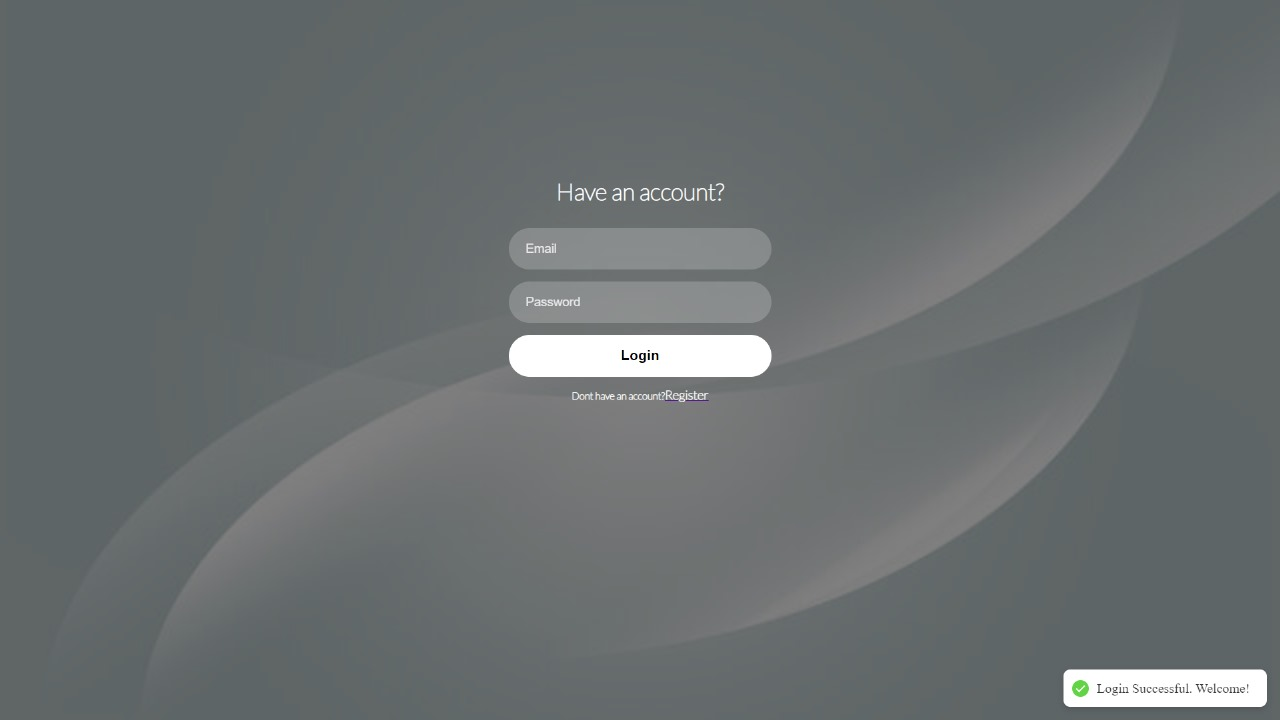 Have an account?
Email
Password
Login
Dont have an account?Register
Login Successful. Welcome!